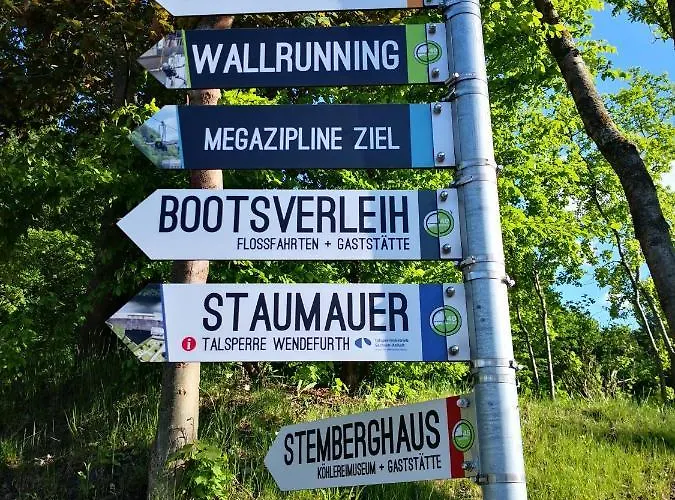 WALLRUNNING
MEGAZIPLINE ZIEL
BOOTSVERLEIH
FLOSSFAHRTEN + GASTSTÄTTE
STAUMAUER
i TALSPERRE WENDEFURTH
STEMBERGHAUS
KÖHLEREIMUSEUM + GASTSTÄTTE